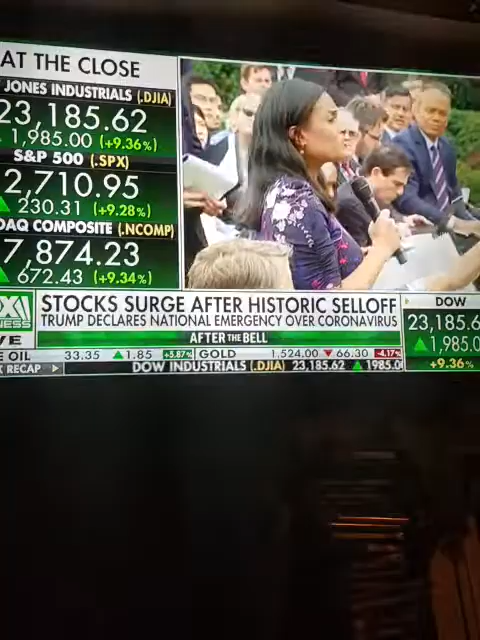 AT THE CLOSE
JONES INDUSTRIALS (.DJIA)
23,185.62
1,985.00 (+9.36%)
S&P 500 (.SPX)
2,710.95
▲ 230.31 (+9.28%)
DAQ COMPOSITE (.NCOMP)
7,874.23
▲ 672.43 (+9.34%)
STOCKS SURGE AFTER HISTORIC SELLOFF
TRUMP DECLARES NATIONAL EMERGENCY OVER CORONAVIRUS
AFTER THE BELL
DOW
23,185.6
▲1,985.0
+9.36%
E OIL 33.35 ▲1.85 +5.87% GOLD 1,524.00 ▼66.30 -4.17%
RECAP DOW INDUSTRIALS (.DJIA) 23,185.62 ▲ 1985.0